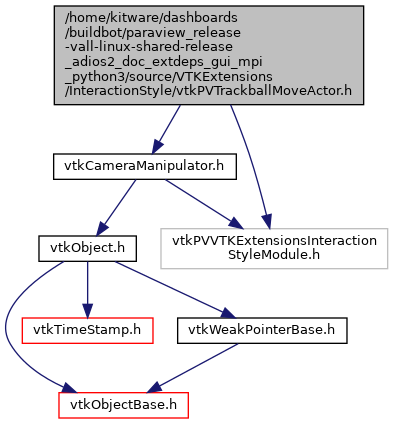 /home/kitware/dashboards
/buildbot/paraview_release
-vall-linux-shared-release
_adios2_doc_extdeps_gui_mpi
_python3/source/VTKExtensions
/InteractionStyle/vtkPVTrackballMoveActor.h
vtkCameraManipulator.h
vtkObject.h
vtkPVVTKExtensionsInteraction
StyleModule.h
vtkTimeStamp.h
vtkWeakPointerBase.h
vtkObjectBase.h